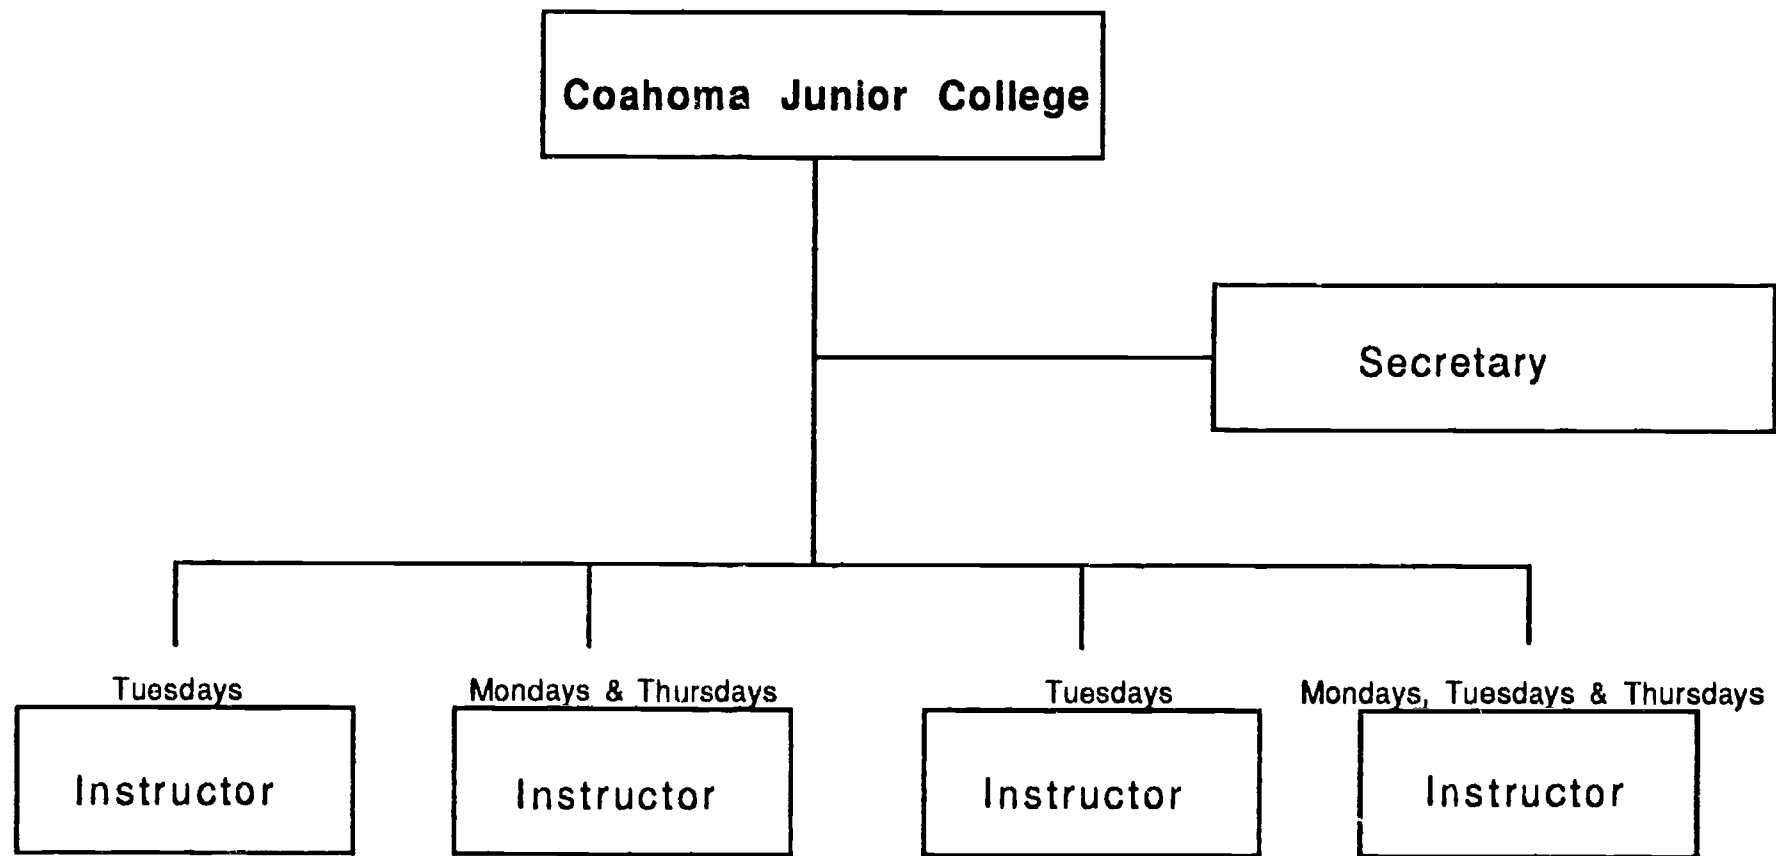 Coahoma Junior College
Secretary
Tuesdays
Mondays & Thursdays
Tuesdays
Mondays, Tuesdays & Thursdays
Instructor
Instructor
Instructor
Instructor